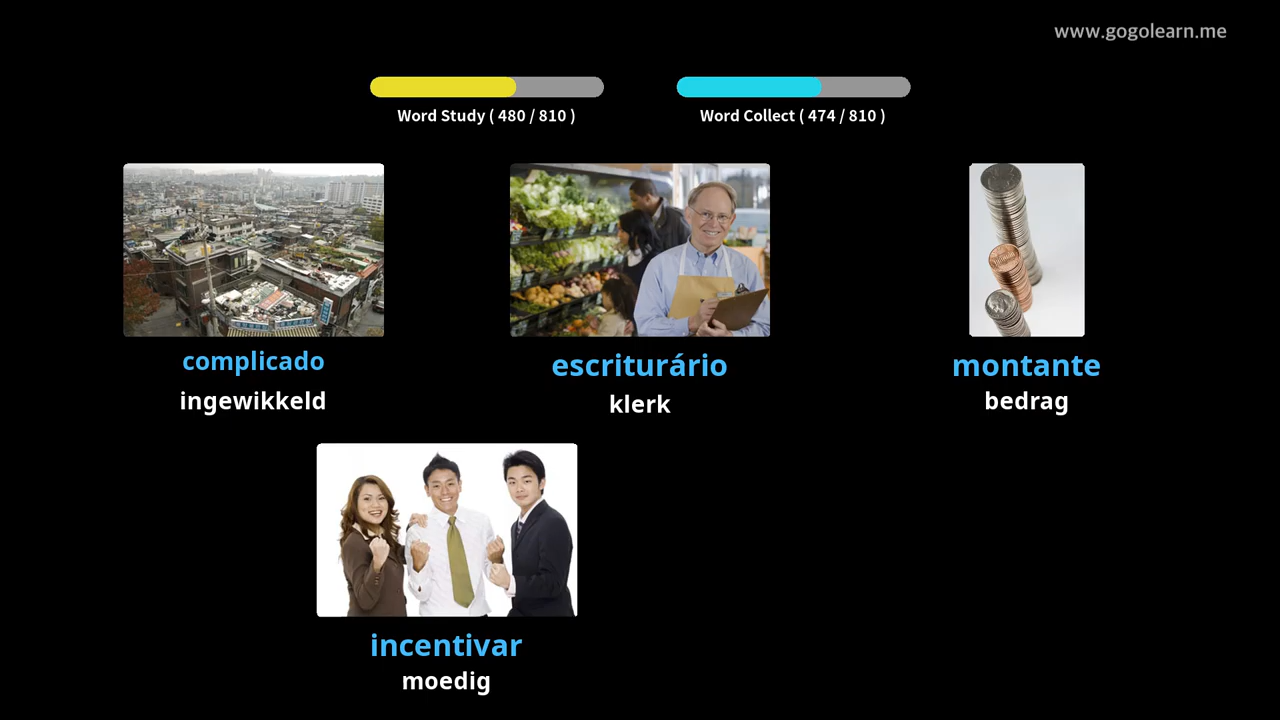 www.gogolearn.me
Word Study ( 480 / 810 )
Word Collect ( 474 / 810 )
complicado
ingewikkeld
escriturário
klerk
montante
bedrag
incentivar
moedig